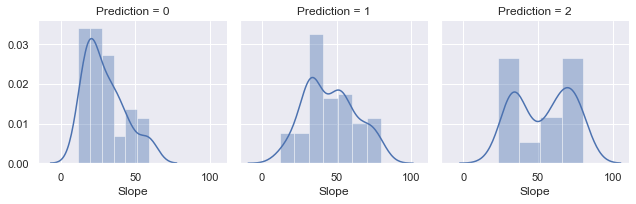 Prediction = 0
Prediction = 1
Prediction = 2
0.03
0.02
0.01
0.00
0 50 100
0 50 100
0 50 100
Slope
Slope
Slope